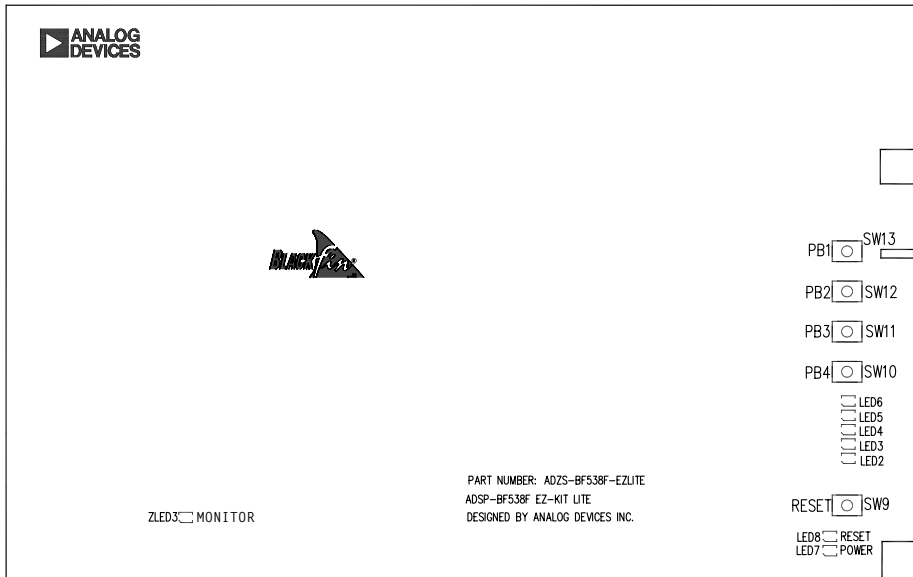 ANALOG
DEVICES
BLACKfin®
PB1 SW13
PB2 SW12
PB3 SW11
PB4 SW10
LED6
LED5
LED4
LED3
LED2
PART NUMBER: ADZS-BF538F-EZLITE
ADSP-BF538F EZ-KIT LITE
DESIGNED BY ANALOG DEVICES INC.
ZLED3 MONITOR
RESET SW9
LED8 RESET
LED7 POWER